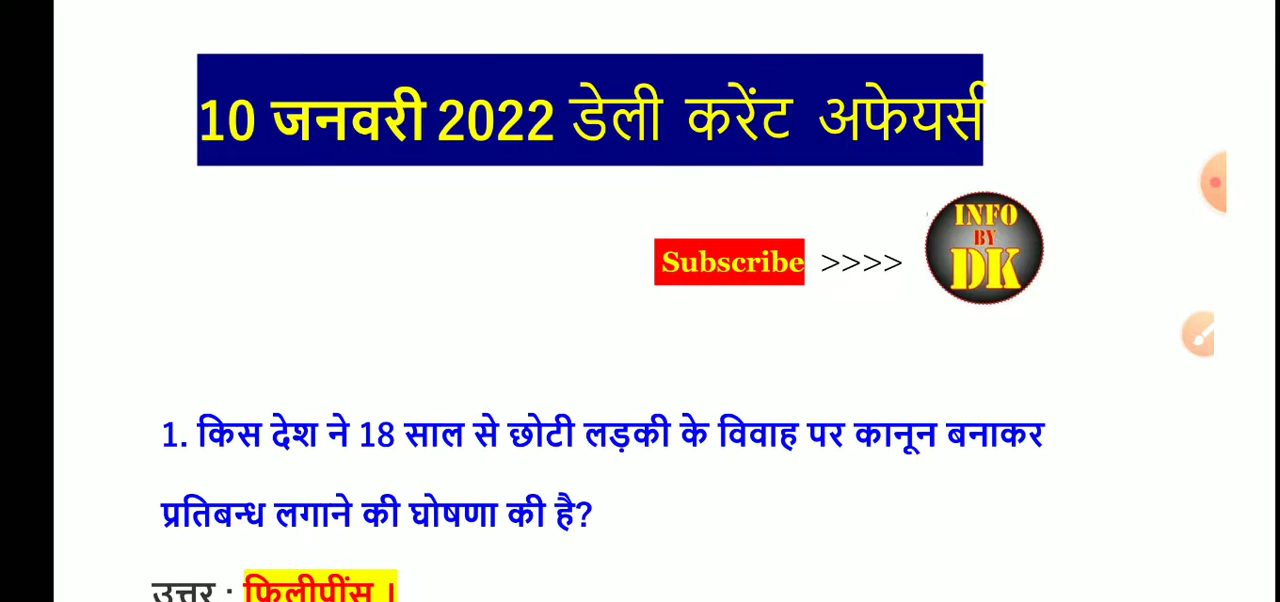 10 जनवरी 2022 डेली करेंट अफेयर्स
INFO
BY
DK
Subscribe >>>>
1. किस देश ने 18 साल से छोटी लड़की के विवाह पर कानून बनाकर
प्रतिबन्ध लगाने की घोषणा की है?
उत्तर : फिलीपींस ।